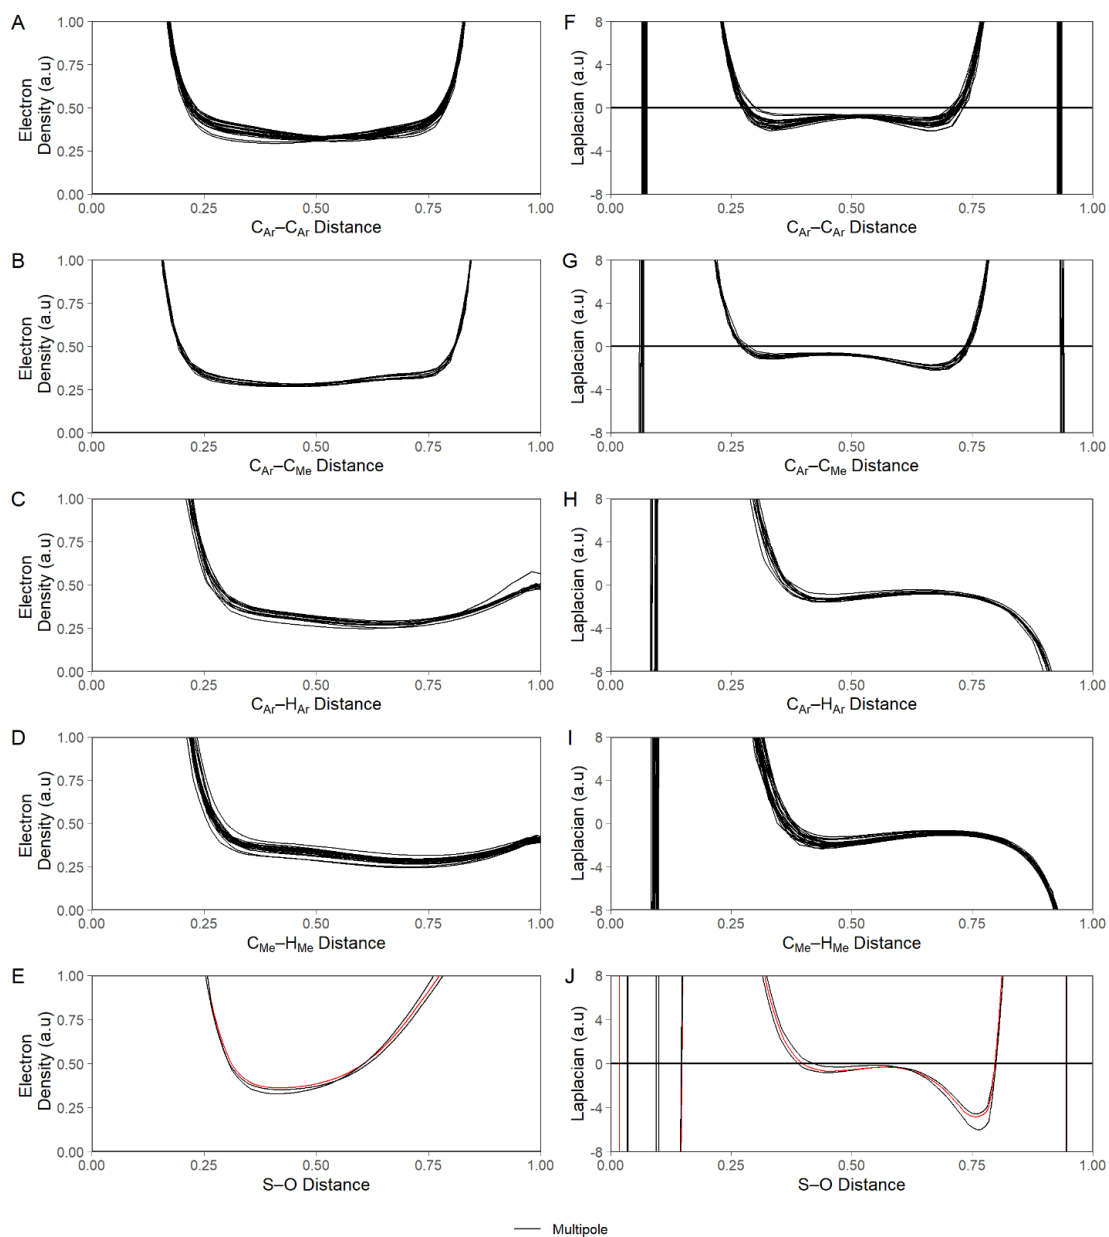 A
Electron
Density (a.u)
1.00
0.75
0.50
0.25
0.00
0.00 0.25 0.50 0.75 1.00
CAr–CAr Distance
F
Laplacian (a.u)
8
4
0
-4
-8
0.00 0.25 0.50 0.75 1.00
CAr–CAr Distance
B
Electron
Density (a.u)
1.00
0.75
0.50
0.25
0.00
0.00 0.25 0.50 0.75 1.00
CAr–CMe Distance
G
Laplacian (a.u)
8
4
0
-4
-8
0.00 0.25 0.50 0.75 1.00
CAr–CMe Distance
C
Electron
Density (a.u)
1.00
0.75
0.50
0.25
0.00
0.00 0.25 0.50 0.75 1.00
CAr–HAr Distance
H
Laplacian (a.u)
8
4
0
-4
-8
0.00 0.25 0.50 0.75 1.00
CAr–HAr Distance
D
Electron
Density (a.u)
1.00
0.75
0.50
0.25
0.00
0.00 0.25 0.50 0.75 1.00
CMe–HMe Distance
I
Laplacian (a.u)
8
4
0
-4
-8
0.00 0.25 0.50 0.75 1.00
CMe–HMe Distance
E
Electron
Density (a.u)
1.00
0.75
0.50
0.25
0.00
0.00 0.25 0.50 0.75 1.00
S–O Distance
J
Laplacian (a.u)
8
4
0
-4
-8
0.00 0.25 0.50 0.75 1.00
S–O Distance
Multipole